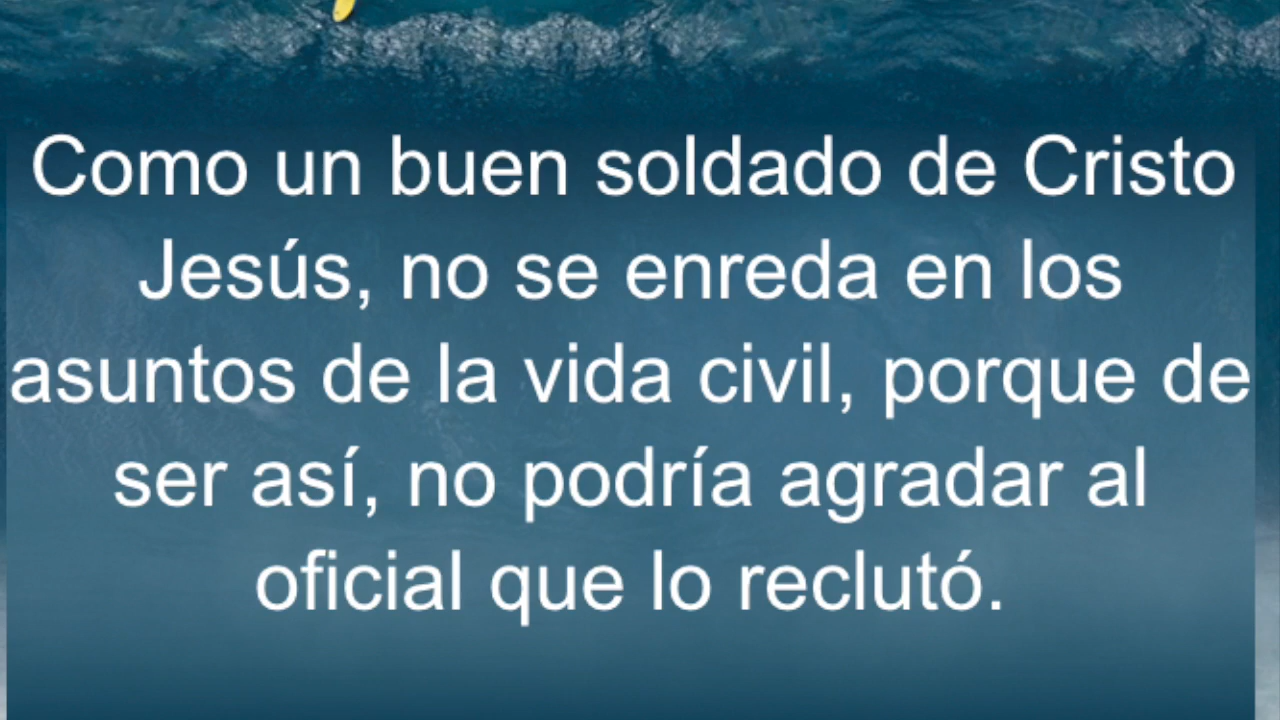 Como un buen soldado de Cristo
Jesús, no se enreda en los
asuntos de la vida civil, porque de
ser así, no podría agradar al
oficial que lo reclutó.